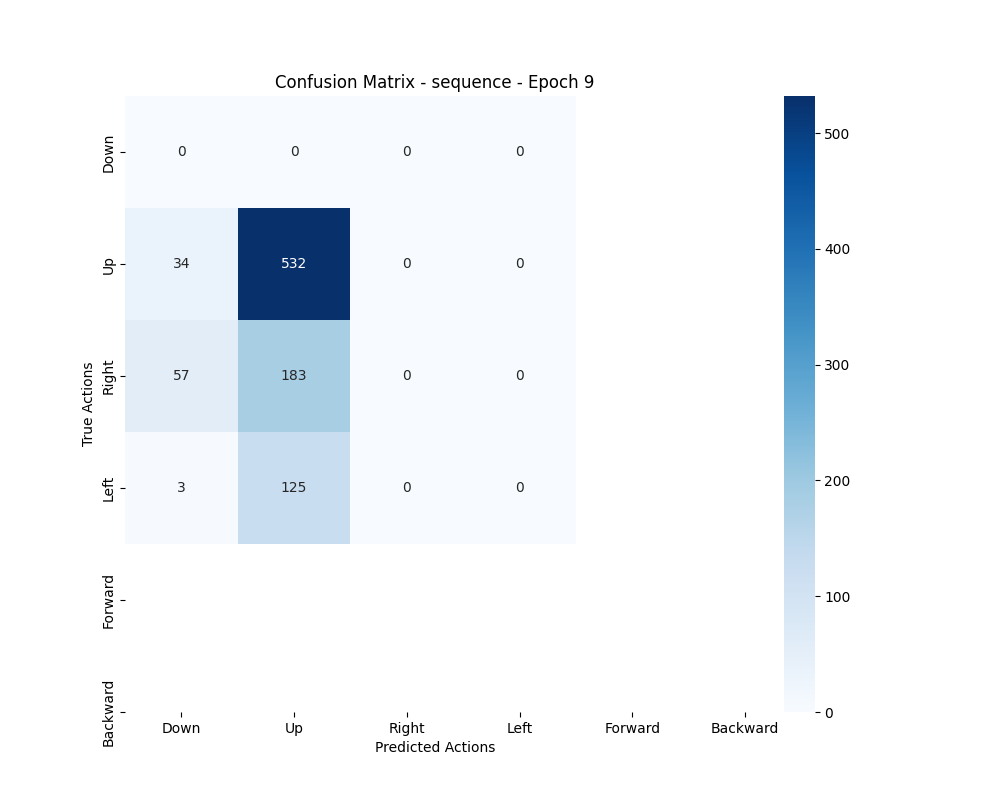 Confusion Matrix - sequence - Epoch 9
True Actions
Down
0 0 0 0
Up
34 532 0 0
Right
57 183 0 0
Left
3 125 0 0
Forward
Backward
Down Up Right Left Forward Backward
Predicted Actions
500
400
300
200
100
0